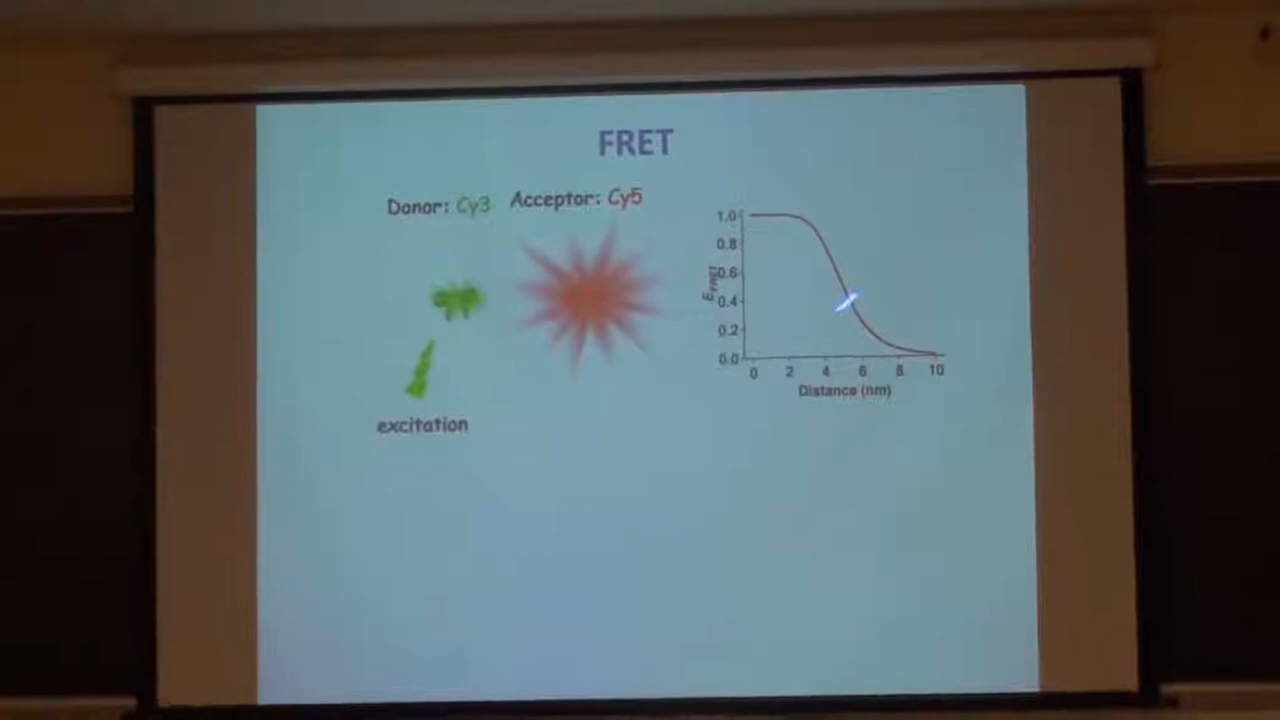 FRET
Donor: Cy3 Acceptor: Cy5
excitation
1.0
0.8
0.6
0.4
0.2
0.0
E FRET
0 2 4 6 8 10
Distance (nm)